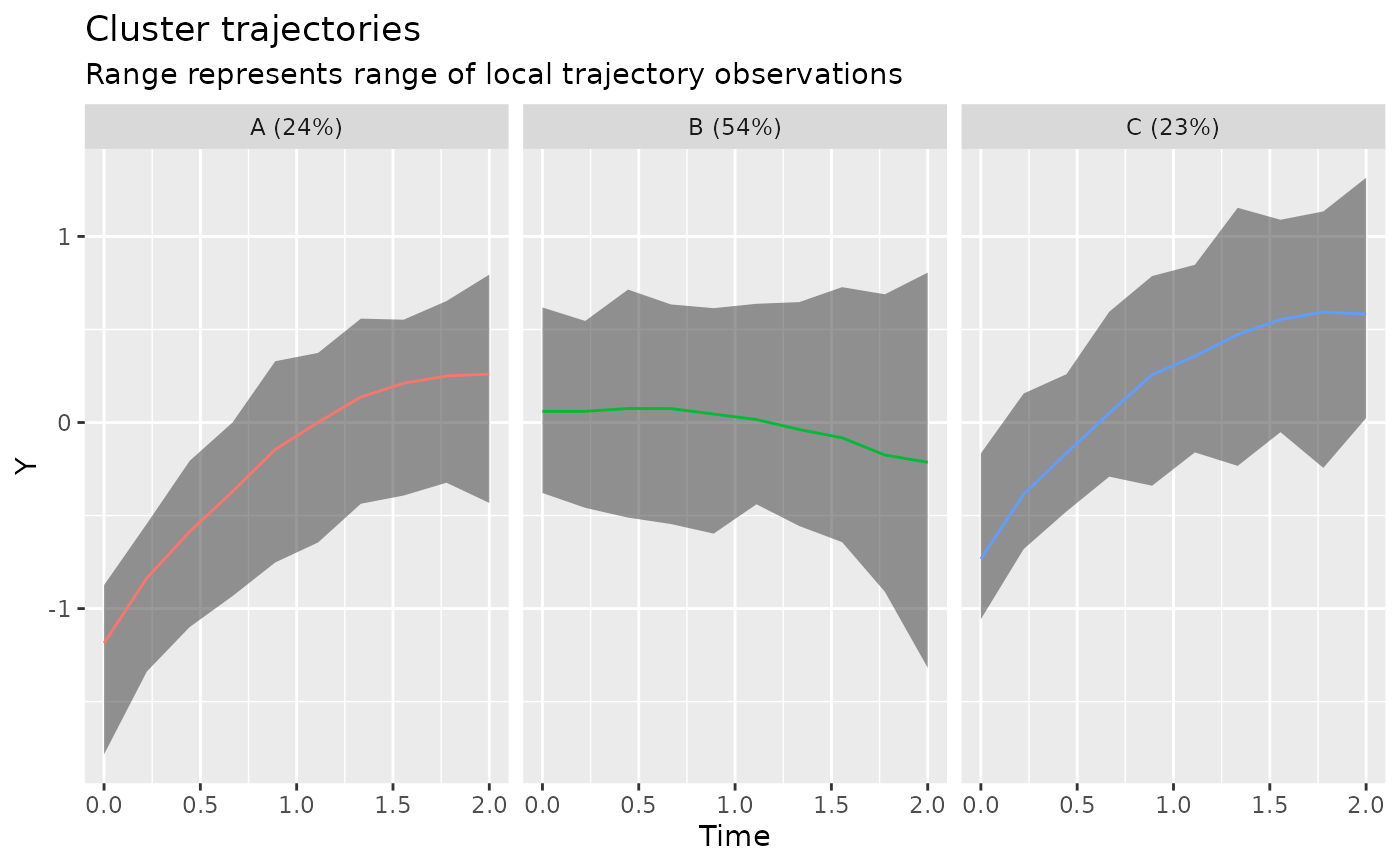 Cluster trajectories
Range represents range of local trajectory observations
A (24%) B (54%) C (23%)
Y
1
0
-1
0.0 0.5 1.0 1.5 2.0 0.0 0.5 1.0 1.5 2.0 0.0 0.5 1.0 1.5 2.0
Time